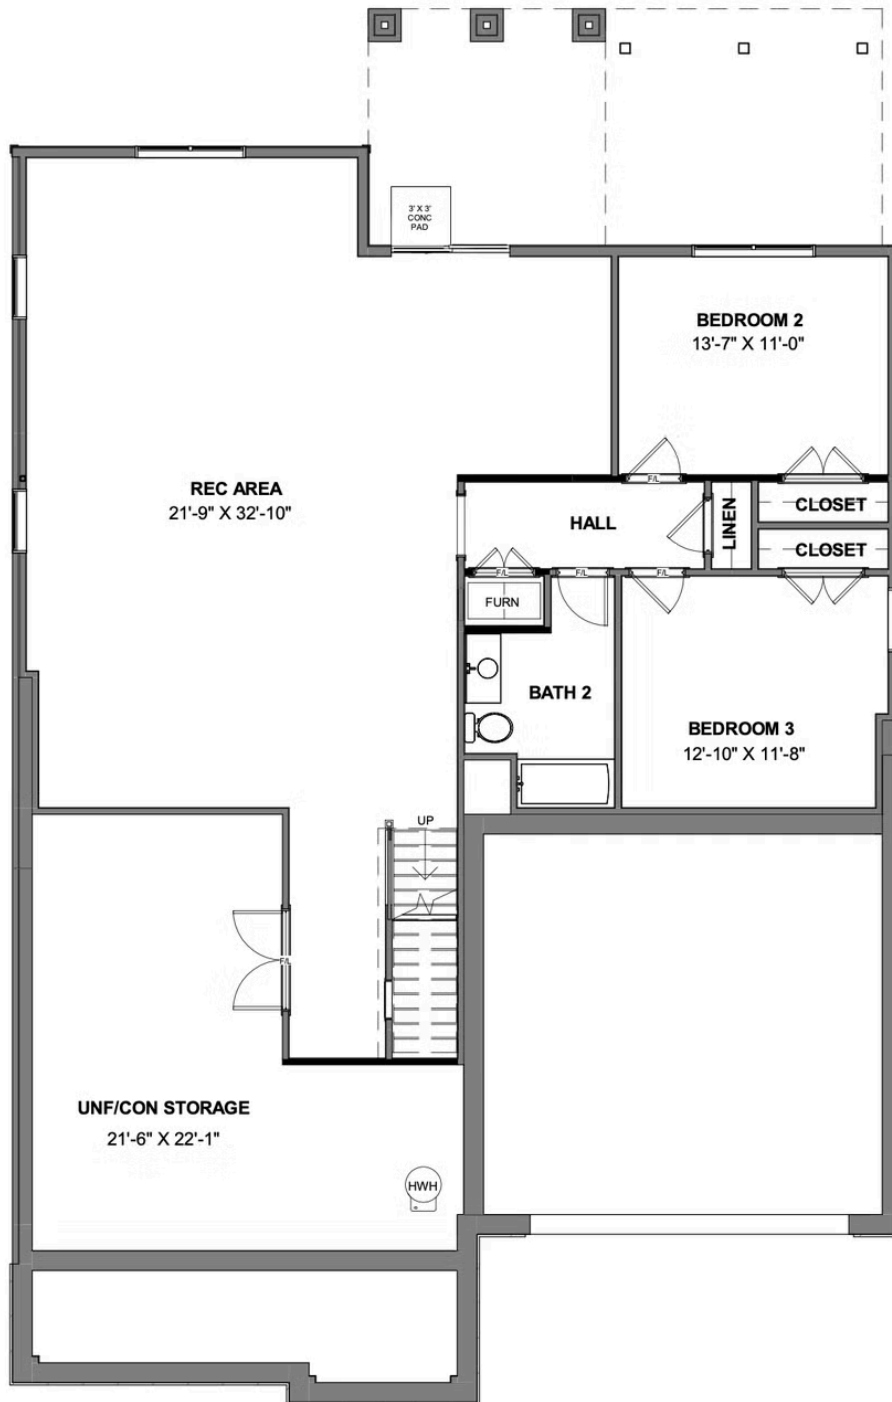 3' X 3'
CONC
PAD
BEDROOM 2
13'-7" X 11'-0"
REC AREA
21'-9" X 32'-10"
F/L
HALL
LINEN
CLOSET
CLOSET
F/L
F/L
F/L
FURN
BATH 2
BEDROOM 3
12'-10" X 11'-8"
UP
F/L
UNF/CON STORAGE
21'-6" X 22'-1"
HWH